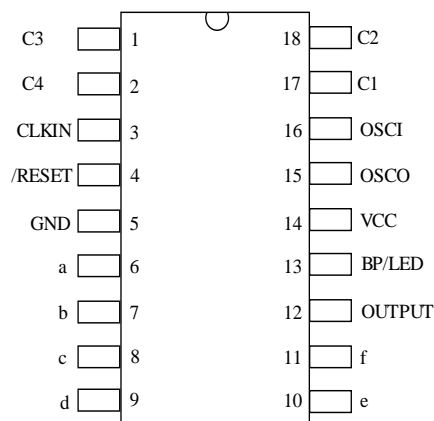 C3 1 18 C2
C4 2 17 C1
CLKIN 3 16 OSCI
/RESET 4 15 OSCO
GND 5 14 VCC
a 6 13 BP/LED
b 7 12 OUTPUT
c 8 11 f
d 9 10 e